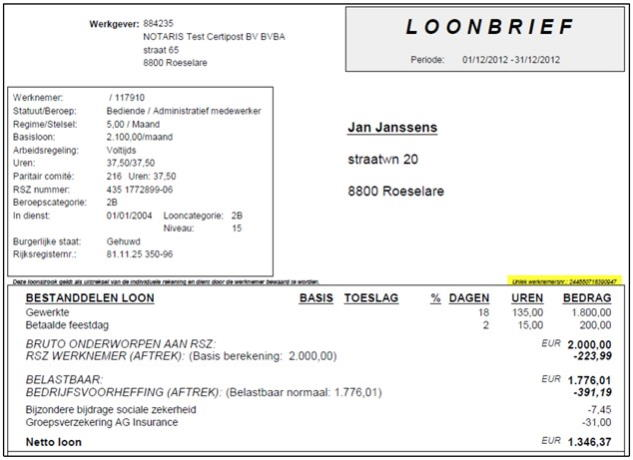 Werkgever: 884235
NOTARIS Test Certipost BV BVBA
straat 65
8800 Roeselare
LOONBRIEF
Periode: 01/12/2012 -31/12/2012
Werknemer: / 117910
Statuut/Beroep: Bediende / Administratief medewerker
Regime/Stelsel: 5,00 / Maand
Basisloon: 2.100,00/maand
Arbeidsregeling: Voltijds
Uren: 37,50/37,50
Paritair comité: 216 Uren: 37,50
RSZ nummer: 435 1772899-06
Beroepscategorie: 2B
In dienst: 01/01/2004 Looncategorie: 2B
Niveau: 15
Burgerlijke staat: Gehuwd
Rijksregisternr.: 81.11.25 350-96
Jan Janssens
straatwn 20
8800 Roeselare
Deze loonstrook geldt als uittreksel van de individuele rekening en dient door de werknemer bewaard te worden.
Uniek werknemersnr.:
BESTANDDELEN LOON BASIS TOESLAG % DAGEN UREN BEDRAG
Gewerkte 18 135,00 1.800,00
Betaalde feestdag 2 15,00 200,00
BRUTO ONDERWORPEN AAN RSZ: EUR 2.000,00
RSZ WERKNEMER (AFTREK): (Basis berekening: 2.000,00) -223,99
BELASTBAAR: EUR 1.776,01
BEDRIJFSVOORHEFFING (AFTREK): (Belastbaar normaal: 1.776,01) -391,19
Bijzondere bijdrage sociale zekerheid -7,45
Groepsverzekering AG Insurance -31,00
Netto loon EUR 1.346,37